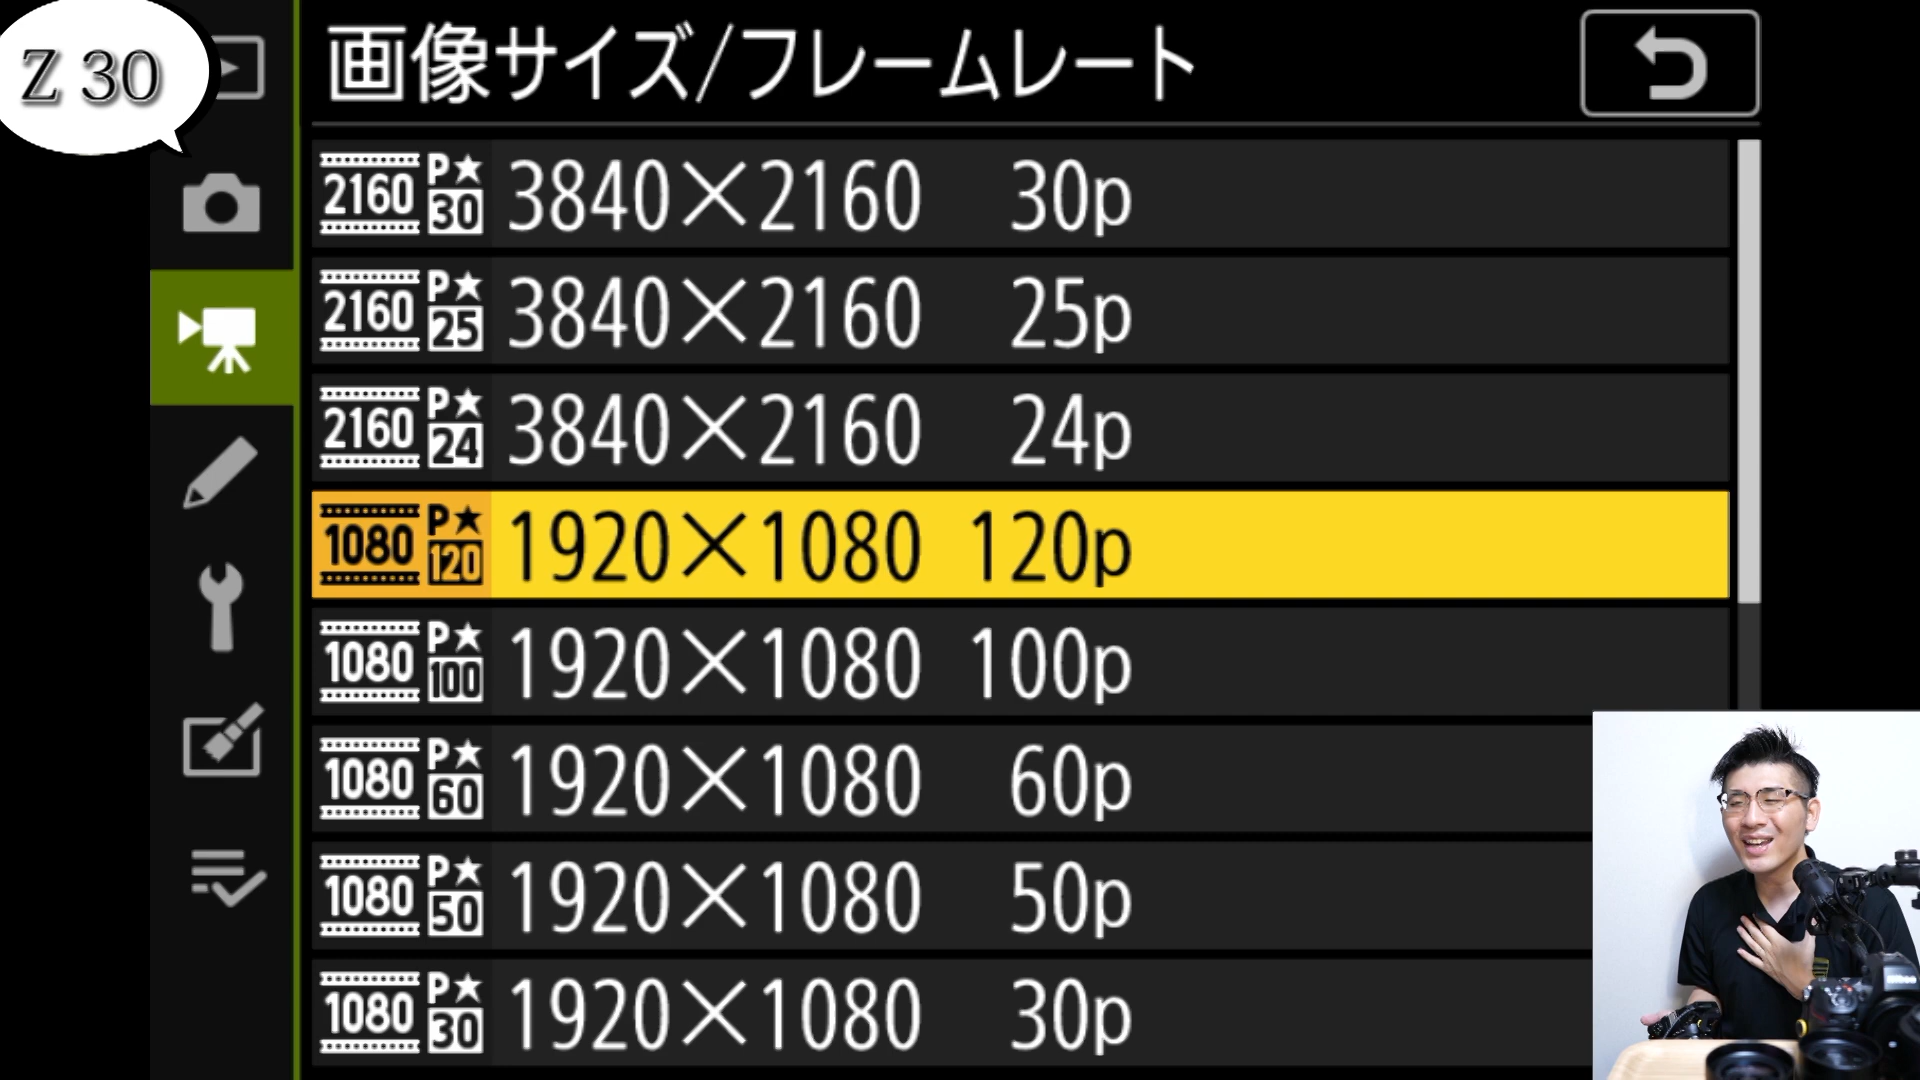 Z 30
画像サイズ/フレームレート
2160 P★ 30 3840×2160 30p
2160 P★ 25 3840×2160 25p
2160 P★ 24 3840×2160 24p
1080 P★ 120 1920×1080 120p
1080 P★ 100 1920×1080 100p
1080 P★ 60 1920×1080 60p
1080 P★ 50 1920×1080 50p
1080 P★ 30 1920×1080 30p